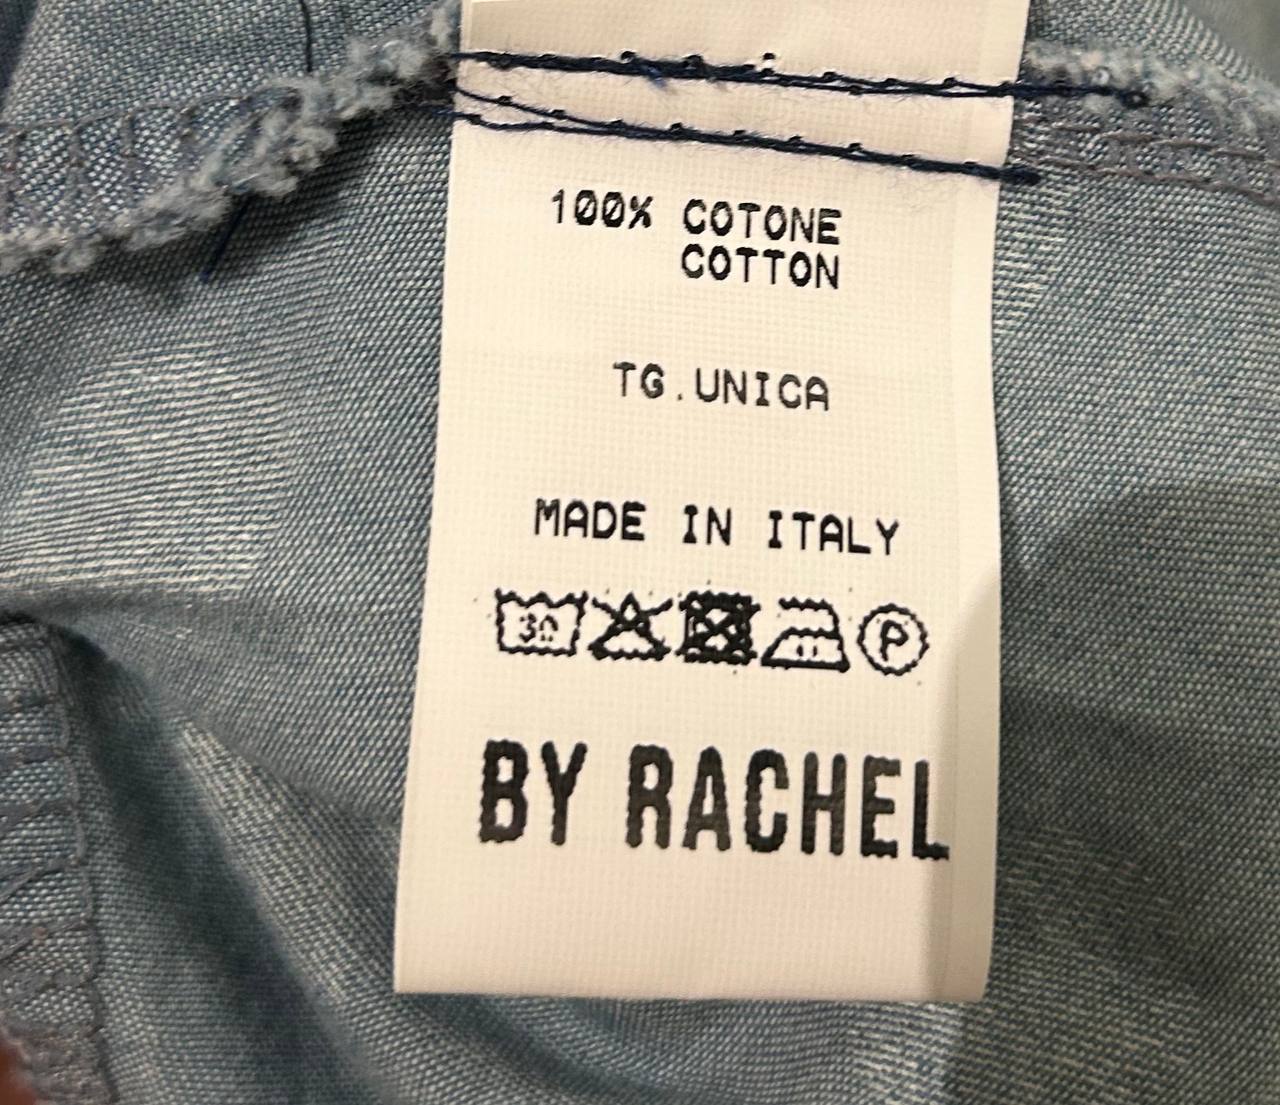 100% COTONE
COTTON
TG.UNICA
MADE IN ITALY
30 P
BY RACHEL